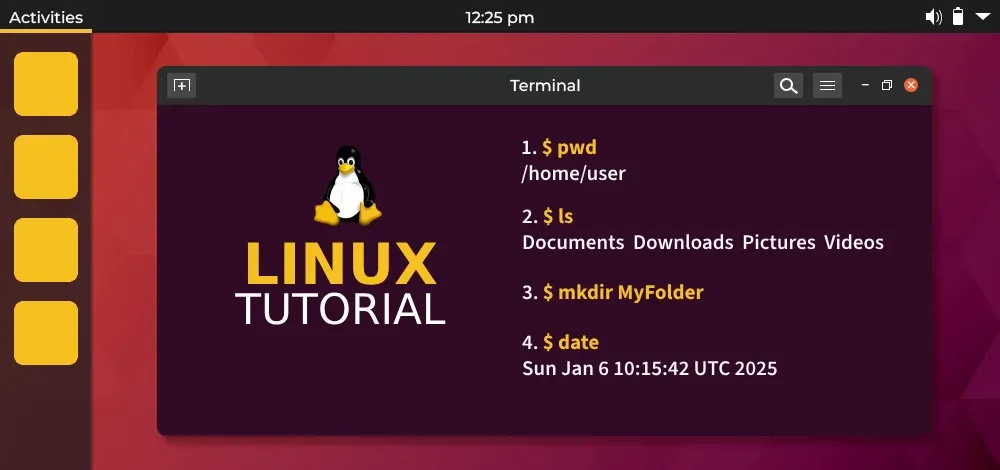 Activities
12:25 pm
Terminal
LINUX
TUTORIAL
1. $ pwd
/home/user
2. $ ls
Documents Downloads Pictures Videos
3. $ mkdir MyFolder
4. $ date
Sun Jan 6 10:15:42 UTC 2025